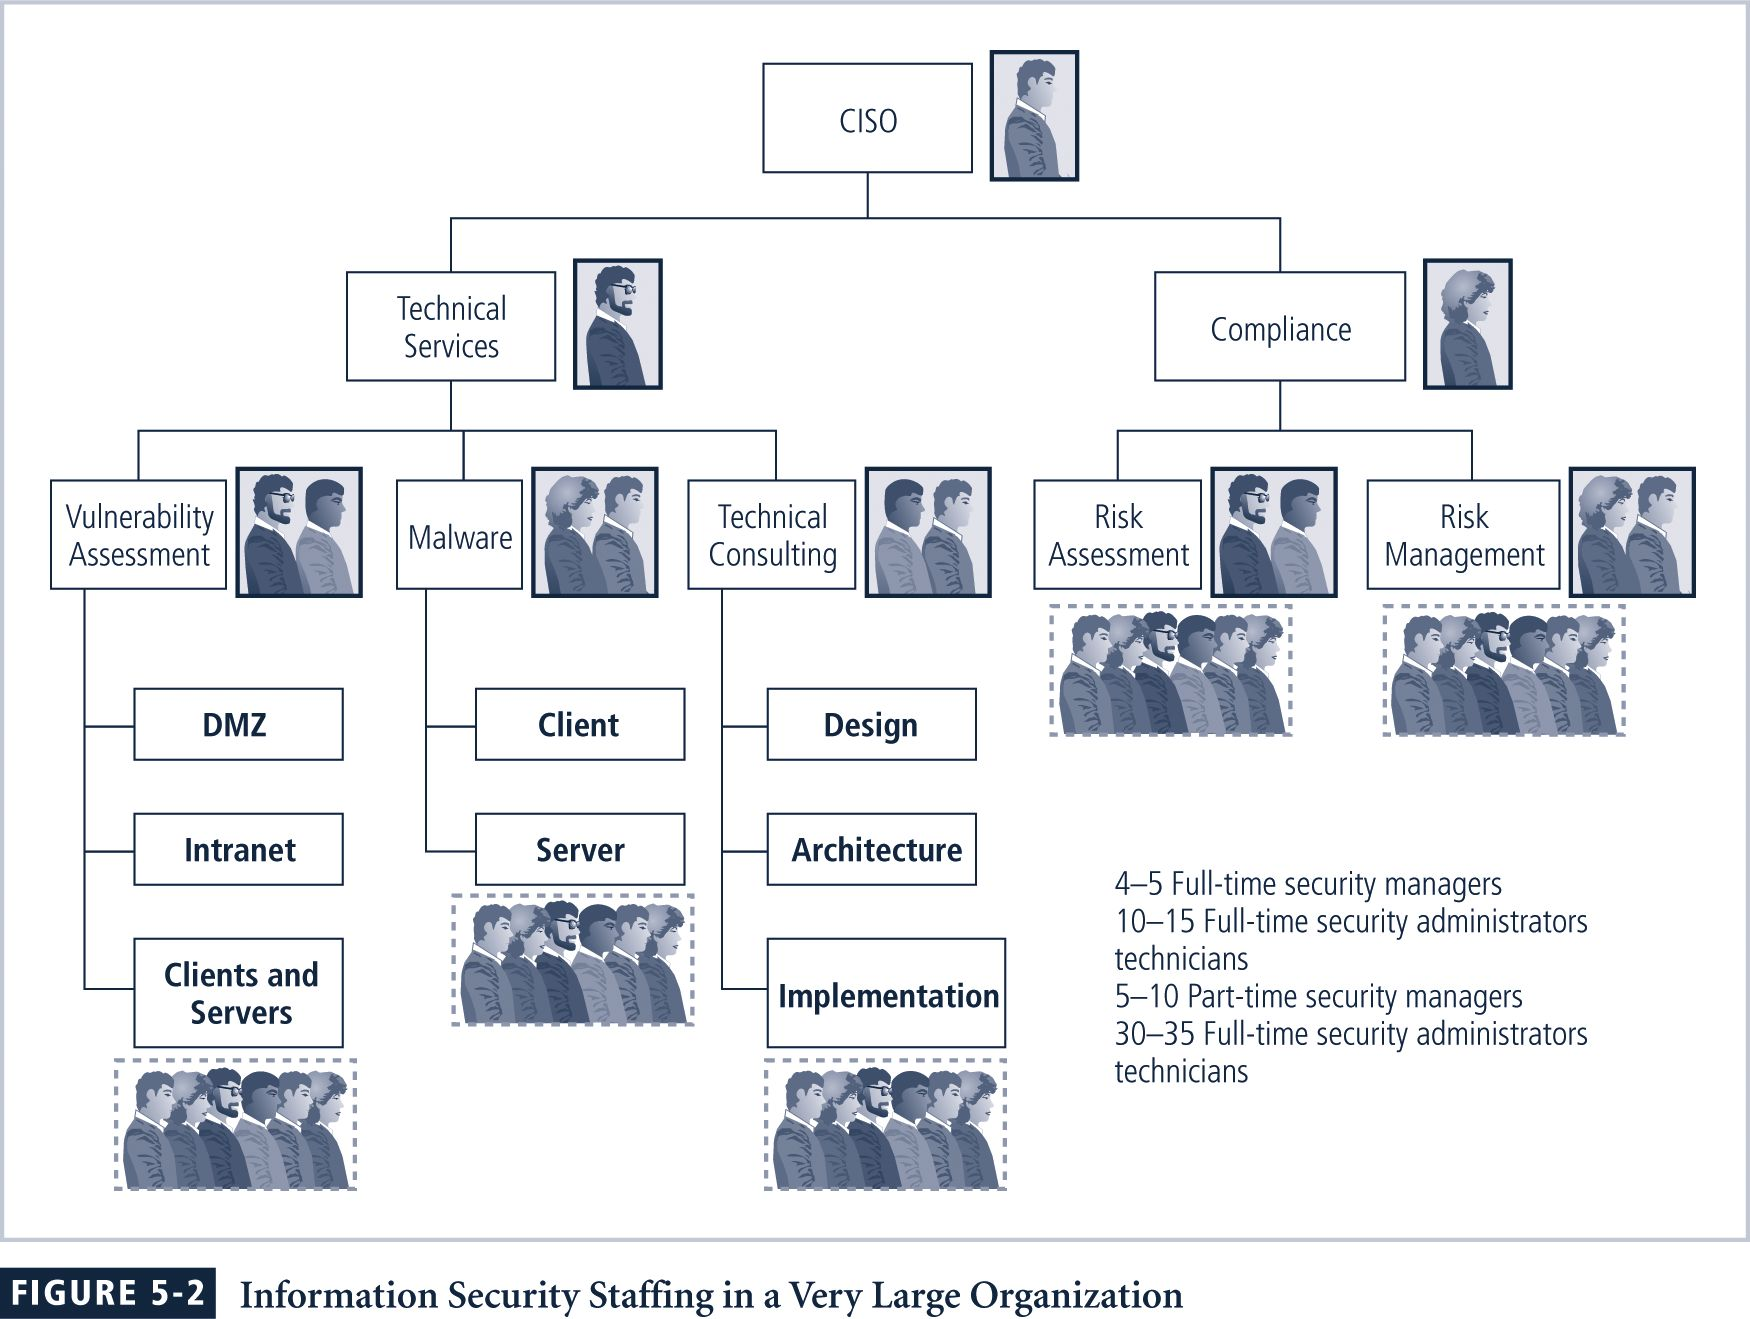 CISO
Technical
Services
Compliance
Vulnerability
Assessment
Malware
Technical
Consulting
Risk
Assessment
Risk
Management
DMZ
Client
Design
Intranet
Server
Architecture
Clients and
Servers
Implementation
4–5 Full-time security managers
10–15 Full-time security administrators
technicians
5–10 Part-time security managers
30–35 Full-time security administrators
technicians
FIGURE 5-2 Information Security Staffing in a Very Large Organization